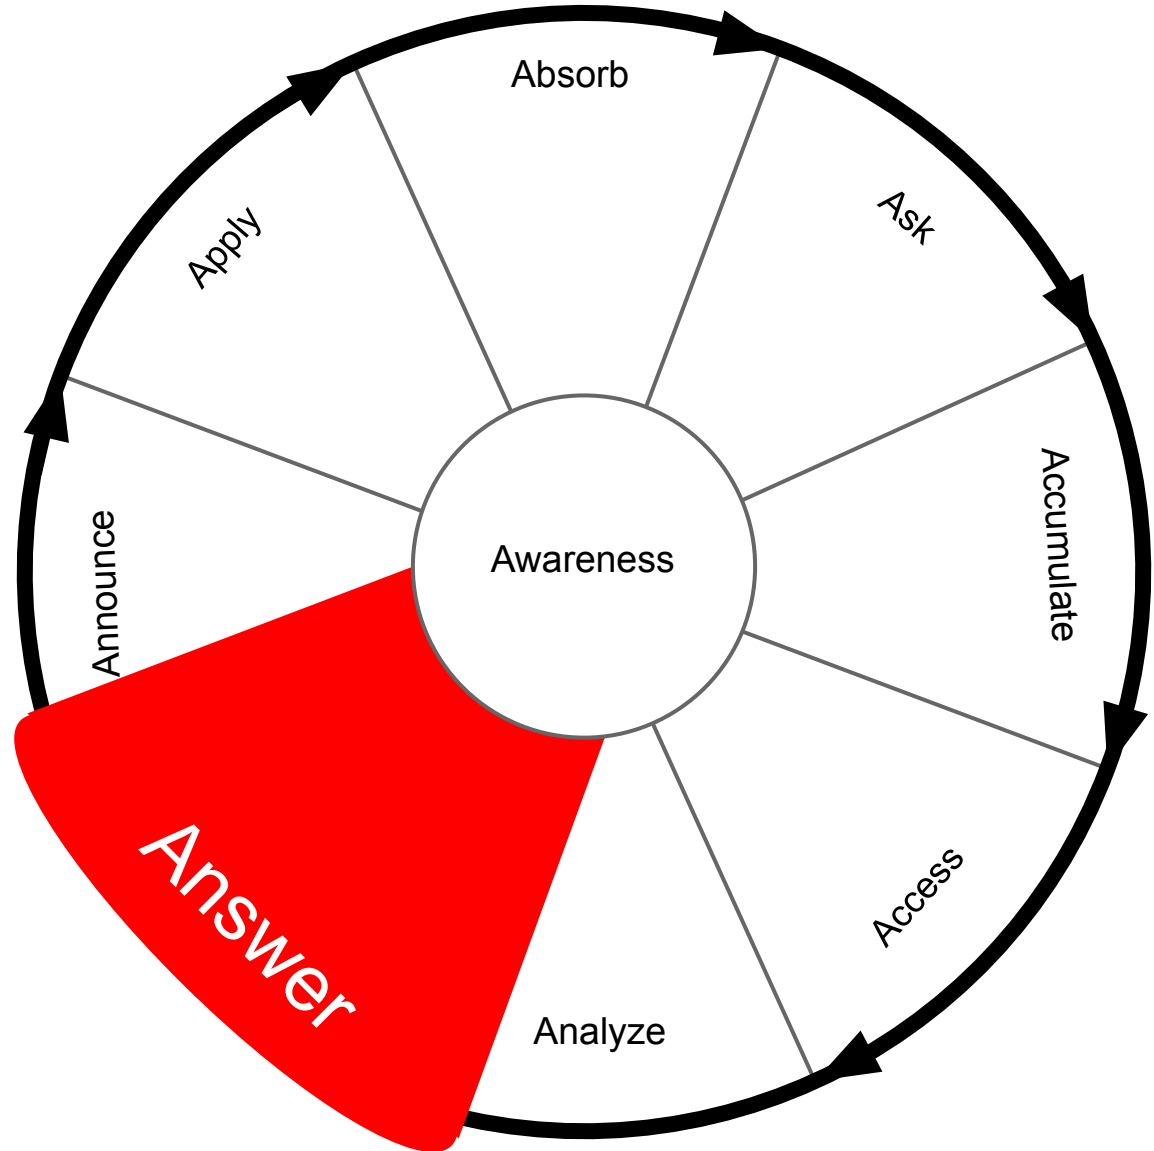 Absorb
Ask
Accumulate
Access
Analyze
Answer
Announce
Apply
Awareness